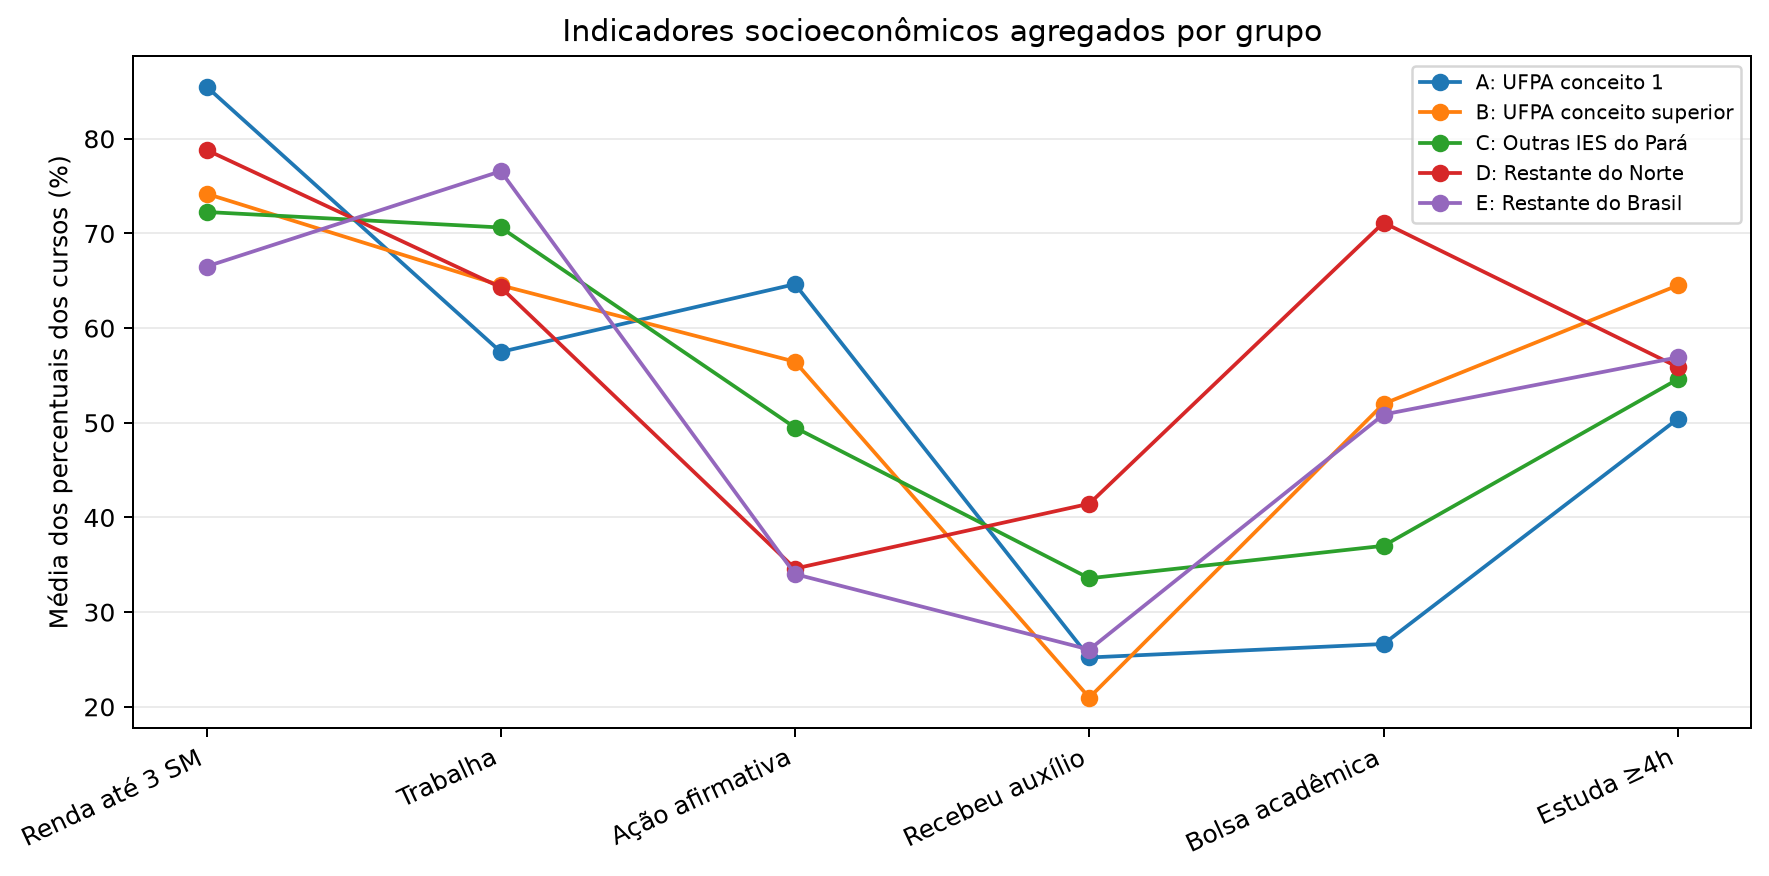 Indicadores socioeconômicos agregados por grupo
Média dos percentuais dos cursos (%)
80
70
60
50
40
30
20
A: UFPA conceito 1
B: UFPA conceito superior
C: Outras IES do Pará
D: Restante do Norte
E: Restante do Brasil
Renda até 3 SM
Trabalha
Ação afirmativa
Recebeu auxílio
Bolsa acadêmica
Estuda ≥4h